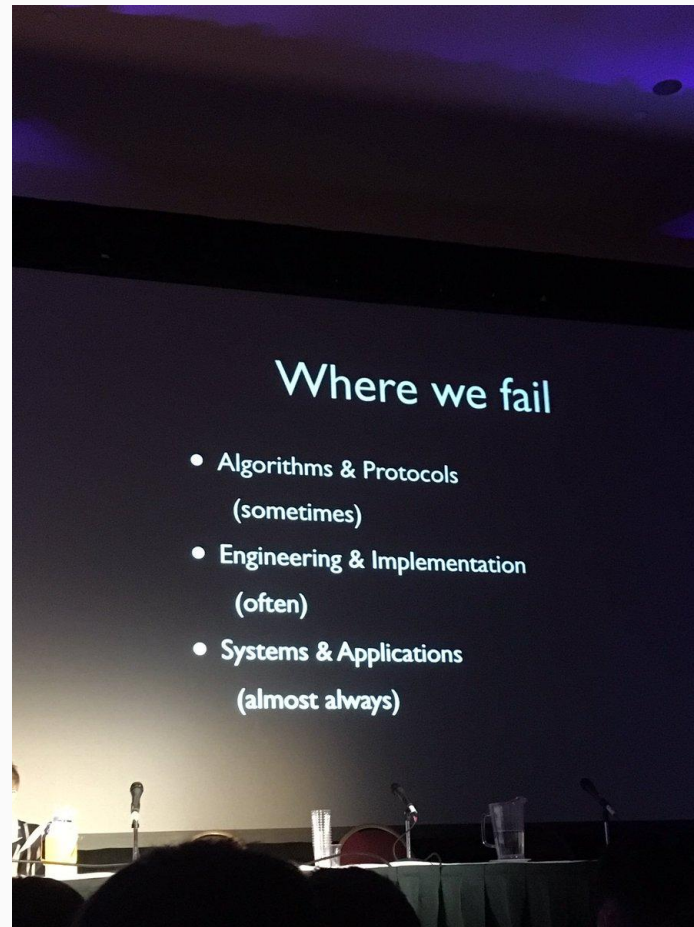 Where we fail
• Algorithms & Protocols
(sometimes)
• Engineering & Implementation
(often)
• Systems & Applications
(almost always)